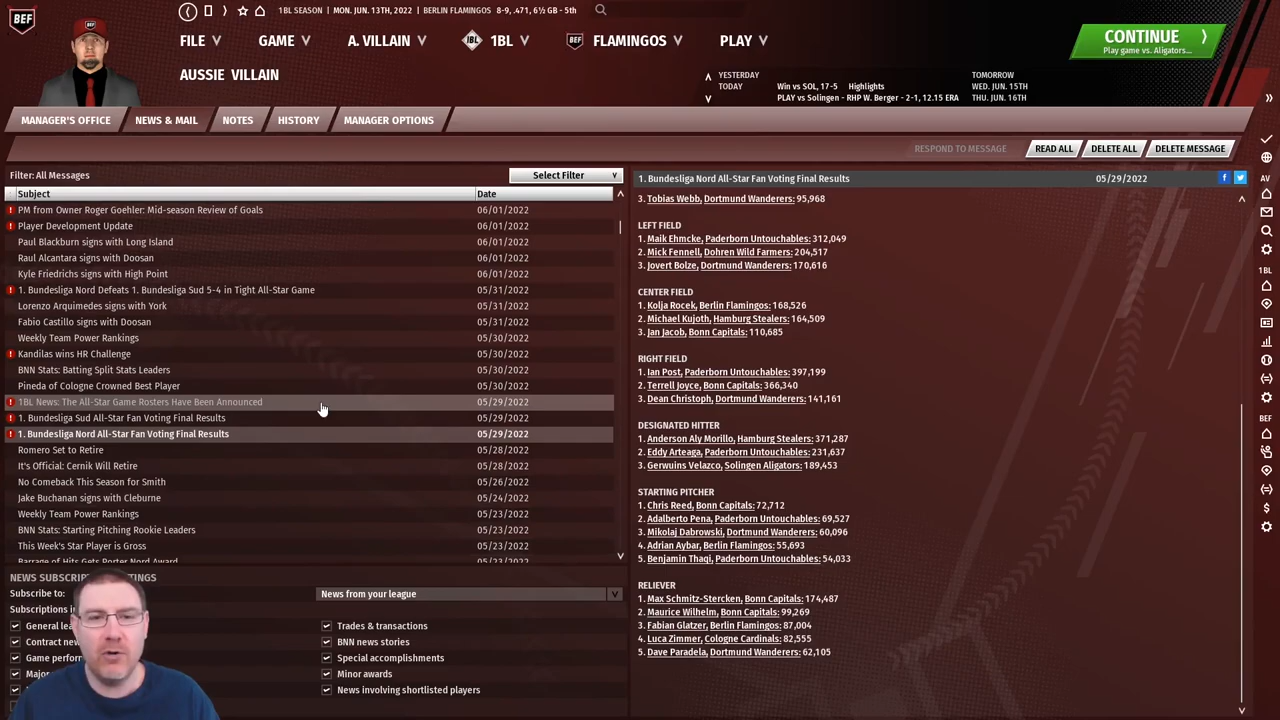 BEF
1BL SEASON | MON. JUN. 13TH, 2022 | BERLIN FLAMINGOS 8-9, .471, 6½ GB - 5th
FILE GAME A. VILLAIN 1BL FLAMINGOS PLAY
CONTINUE
Play game vs. Aligators...
AUSSIE VILLAIN
YESTERDAY
TODAY
Win vs SOL, 17-5 Highlights
PLAY vs Solingen - RHP W. Berger - 2-1, 12.15 ERA
TOMORROW
WED. JUN. 15TH
THU. JUN. 16TH
MANAGER'S OFFICE NEWS & MAIL NOTES HISTORY MANAGER OPTIONS
RESPOND TO MESSAGE READ ALL DELETE ALL DELETE MESSAGE
Filter: All Messages Select Filter
Subject Date
PM from Owner Roger Goehler: Mid-season Review of Goals 06/01/2022
Player Development Update 06/01/2022
Paul Blackburn signs with Long Island 06/01/2022
Raul Alcantara signs with Doosan 06/01/2022
Kyle Friedrichs signs with High Point 06/01/2022
1. Bundesliga Nord Defeats 1. Bundesliga Sud 5-4 in Tight All-Star Game 05/31/2022
Lorenzo Arquimedes signs with York 05/31/2022
Fabio Castillo signs with Doosan 05/31/2022
Weekly Team Power Rankings 05/30/2022
Kandilas wins HR Challenge 05/30/2022
BNN Stats: Batting Split Stats Leaders 05/30/2022
Pineda of Cologne Crowned Best Player 05/30/2022
1BL News: The All-Star Game Rosters Have Been Announced 05/29/2022
1. Bundesliga Sud All-Star Fan Voting Final Results 05/29/2022
1. Bundesliga Nord All-Star Fan Voting Final Results 05/29/2022
Romero Set to Retire 05/28/2022
It's Official: Cernik Will Retire 05/28/2022
No Comeback This Season for Smith 05/26/2022
Jake Buchanan signs with Cleburne 05/24/2022
Weekly Team Power Rankings 05/23/2022
BNN Stats: Starting Pitching Rookie Leaders 05/23/2022
This Week's Star Player is Gross 05/23/2022
Barrage of Hits Gets Porter Nord Award 05/23/2022
NEWS SUBSCRIP
Subscribe to: News from your league
Subscriptions
General lea
Contract new
Game perform
Major
Trades & transactions
BNN news stories
Special accomplishments
Minor awards
News involving shortlisted players
1. Bundesliga Nord All-Star Fan Voting Final Results 05/29/2022
3. Tobias Webb, Dortmund Wanderers: 95,968
LEFT FIELD
1. Maik Ehmcke, Paderborn Untouchables: 312,049
2. Mick Fennell, Dohren Wild Farmers: 204,517
3. Jovert Bolze, Dortmund Wanderers: 170,616
CENTER FIELD
1. Kolja Rocek, Berlin Flamingos: 168,526
2. Michael Kujoth, Hamburg Stealers: 164,509
3. Jan Jacob, Bonn Capitals: 110,685
RIGHT FIELD
1. Ian Post, Paderborn Untouchables: 397,199
2. Terrell Joyce, Bonn Capitals: 366,340
3. Dean Christoph, Dortmund Wanderers: 141,161
DESIGNATED HITTER
1. Anderson Aly Morillo, Hamburg Stealers: 371,287
2. Eddy Arteaga, Paderborn Untouchables: 231,637
3. Gerwuins Velazco, Solingen Aligators: 189,453
STARTING PITCHER
1. Chris Reed, Bonn Capitals: 72,712
2. Adalberto Pena, Paderborn Untouchables: 69,527
3. Mikolaj Dabrowski, Dortmund Wanderers: 60,096
4. Adrian Aybar, Berlin Flamingos: 55,693
5. Benjamin Thaqi, Paderborn Untouchables: 54,033
RELIEVER
1. Max Schmitz-Stercken, Bonn Capitals: 174,487
2. Maurice Wilhelm, Bonn Capitals: 99,269
3. Fabian Glatzer, Berlin Flamingos: 87,004
4. Luca Zimmer, Cologne Cardinals: 82,555
5. Dave Paradela, Dortmund Wanderers: 62,105
AV
1BL